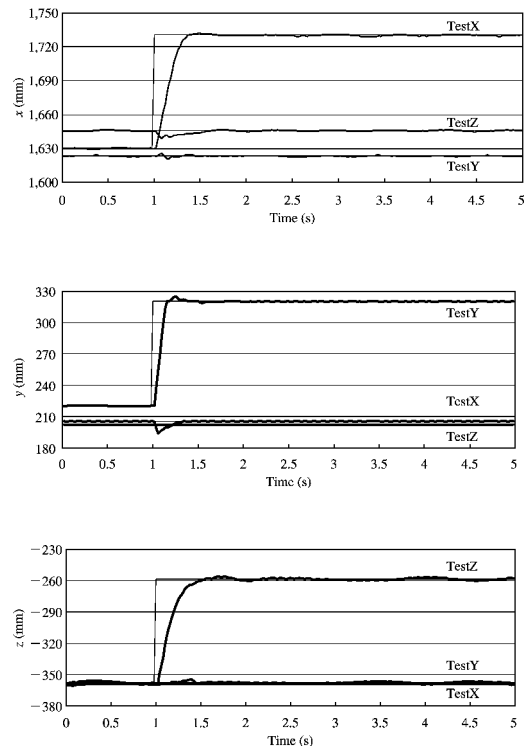 1,750
1,720
1,690
1,660
1,630
1,600
x (mm)
TestX
TestZ
TestY
0 0.5 1 1.5 2 2.5 3 3.5 4 4.5 5
Time (s)
330
300
270
240
210
180
y (mm)
TestY
TestX
TestZ
0 0.5 1 1.5 2 2.5 3 3.5 4 4.5 5
Time (s)
−230
−260
−290
−320
−350
−380
z (mm)
TestZ
TestY
TestX
0 0.5 1 1.5 2 2.5 3 3.5 4 4.5 5
Time (s)